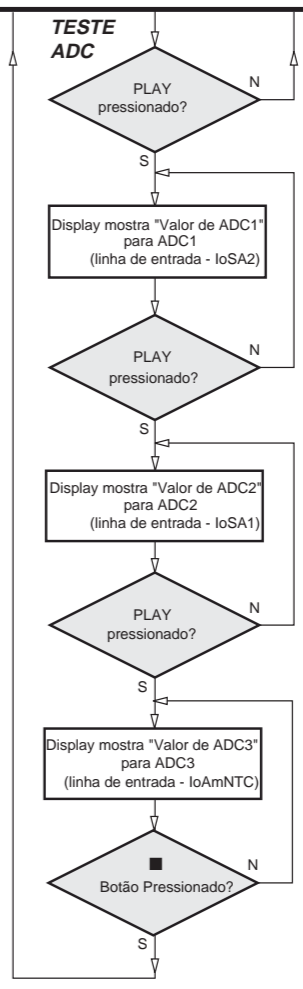 TESTE
ADC
PLAY
pressionado?
N
S
Display mostra "Valor de ADC1"
para ADC1
(linha de entrada - IoSA2)
PLAY
pressionado?
N
S
Display mostra "Valor de ADC2"
para ADC2
(linha de entrada - IoSA1)
PLAY
pressionado?
N
S
Display mostra "Valor de ADC3"
para ADC3
(linha de entrada - IoAmNTC)
■
Botão Pressionado?
N
S